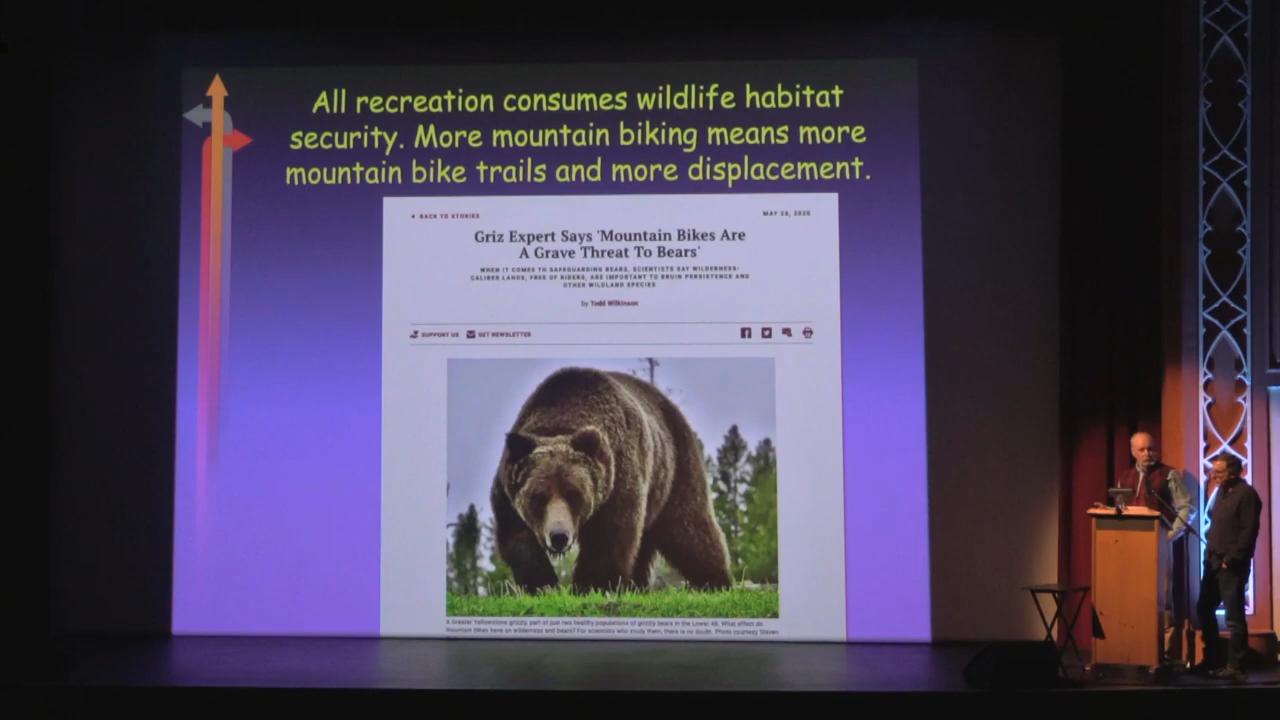 All recreation consumes wildlife habitat
security. More mountain biking means more
mountain bike trails and more displacement.
BACK TO STORIES
MAY 28, 2020
Griz Expert Says 'Mountain Bikes Are
A Grave Threat To Bears'
WHEN IT COMES TO SAFEGUARDING BEARS, SCIENTISTS SAY WILDERNESS-
CALIBER LANDS, FREE OF RIDERS, ARE IMPORTANT TO BRUIN PERSISTENCE AND
OTHER WILDLAND SPECIES
by Todd Wilkinson
SUPPORT US GET NEWSLETTER
A Greater Yellowstone grizzly, part of just two healthy populations of grizzly bears in the Lower 48. What effect do
mountain bikes have on wilderness and bears? For scientists who study them, there is no doubt. Photo courtesy Steven